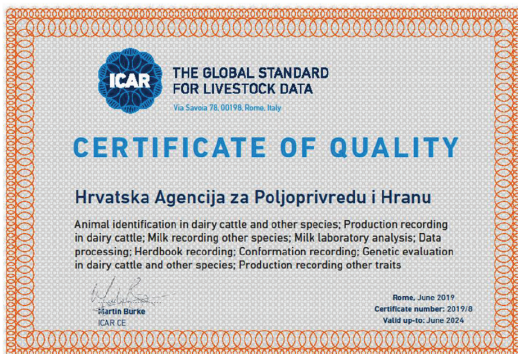 ICAR
THE GLOBAL STANDARD
FOR LIVESTOCK DATA
Via Savoia 78, 00198, Rome, Italy
CERTIFICATE OF QUALITY
Hrvatska Agencija za Poljoprivredu i Hranu
Animal identification in dairy cattle and other species; Production recording
in dairy cattle; Milk recording other species; Milk laboratory analysis; Data
processing; Herdbook recording; Conformation recording; Genetic evaluation
in dairy cattle and other species; Production recording other traits
Martin Burke
ICAR CE
Rome, June 2019
Certificate number: 2019/8
Valid up-to: June 2024